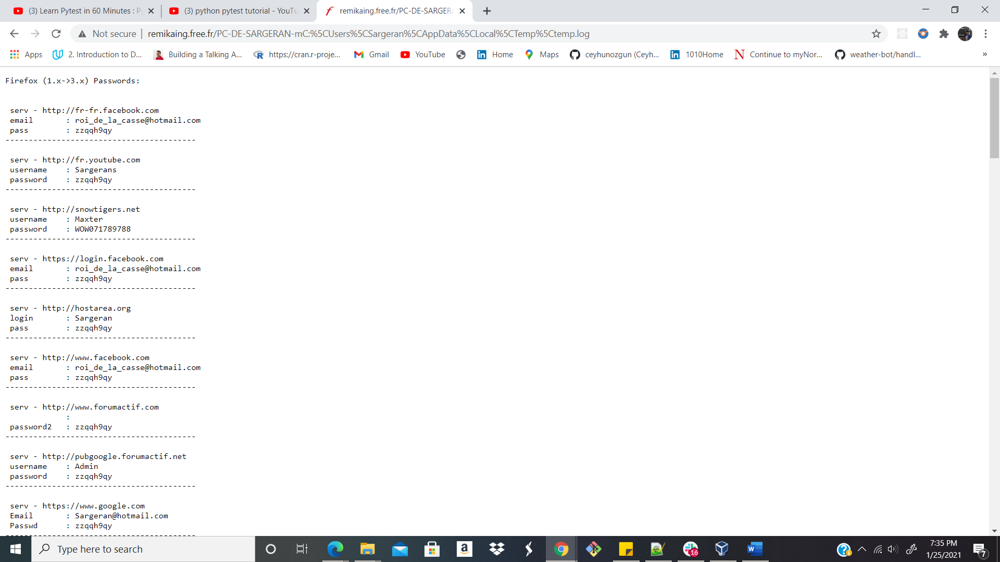 (3) Learn Pytest in 60 Minutes : P
(3) python pytest tutorial - YouTu
remikaing.free.fr/PC-DE-SARGERA
Not secure
remikaing.free.fr/PC-DE-SARGERAN-mC:%5CUsers%5CSargeran%5CAppData%5CLocal%5CTemp%5Ctemp.log
Apps
2. Introduction to D...
Building a Talking A...
https://cran.r-proje...
Gmail
YouTube
Home
Maps
ceyhunozgun (Ceyh...
1010Home
Continue to myNor...
weather-bot/handl...
»
Firefox (1.x->3.x) Passwords:
serv - http://fr-fr.facebook.com
email : roi_de_la_casse@hotmail.com
pass : zzqqh9qy
-----------------------------------------
serv - http://fr.youtube.com
username : Sargerans
password : zzqqh9qy
-----------------------------------------
serv - http://snowtigers.net
username : Maxter
password : WOW071789788
-----------------------------------------
serv - https://login.facebook.com
email : roi_de_la_casse@hotmail.com
pass : zzqqh9qy
-----------------------------------------
serv - http://hostarea.org
login : Sargeran
pass : zzqqh9qy
-----------------------------------------
serv - http://www.facebook.com
email : roi_de_la_casse@hotmail.com
pass : zzqqh9qy
-----------------------------------------
serv - http://www.forumactif.com
:
password2 : zzqqh9qy
-----------------------------------------
serv - http://pubgoogle.forumactif.net
username : Admin
password : zzqqh9qy
-----------------------------------------
serv - https://www.google.com
Email : Sargeran@hotmail.com
Passwd : zzqqh9qy
-----------------------------------------
Type here to search
16
7:35 PM
1/25/2021
7